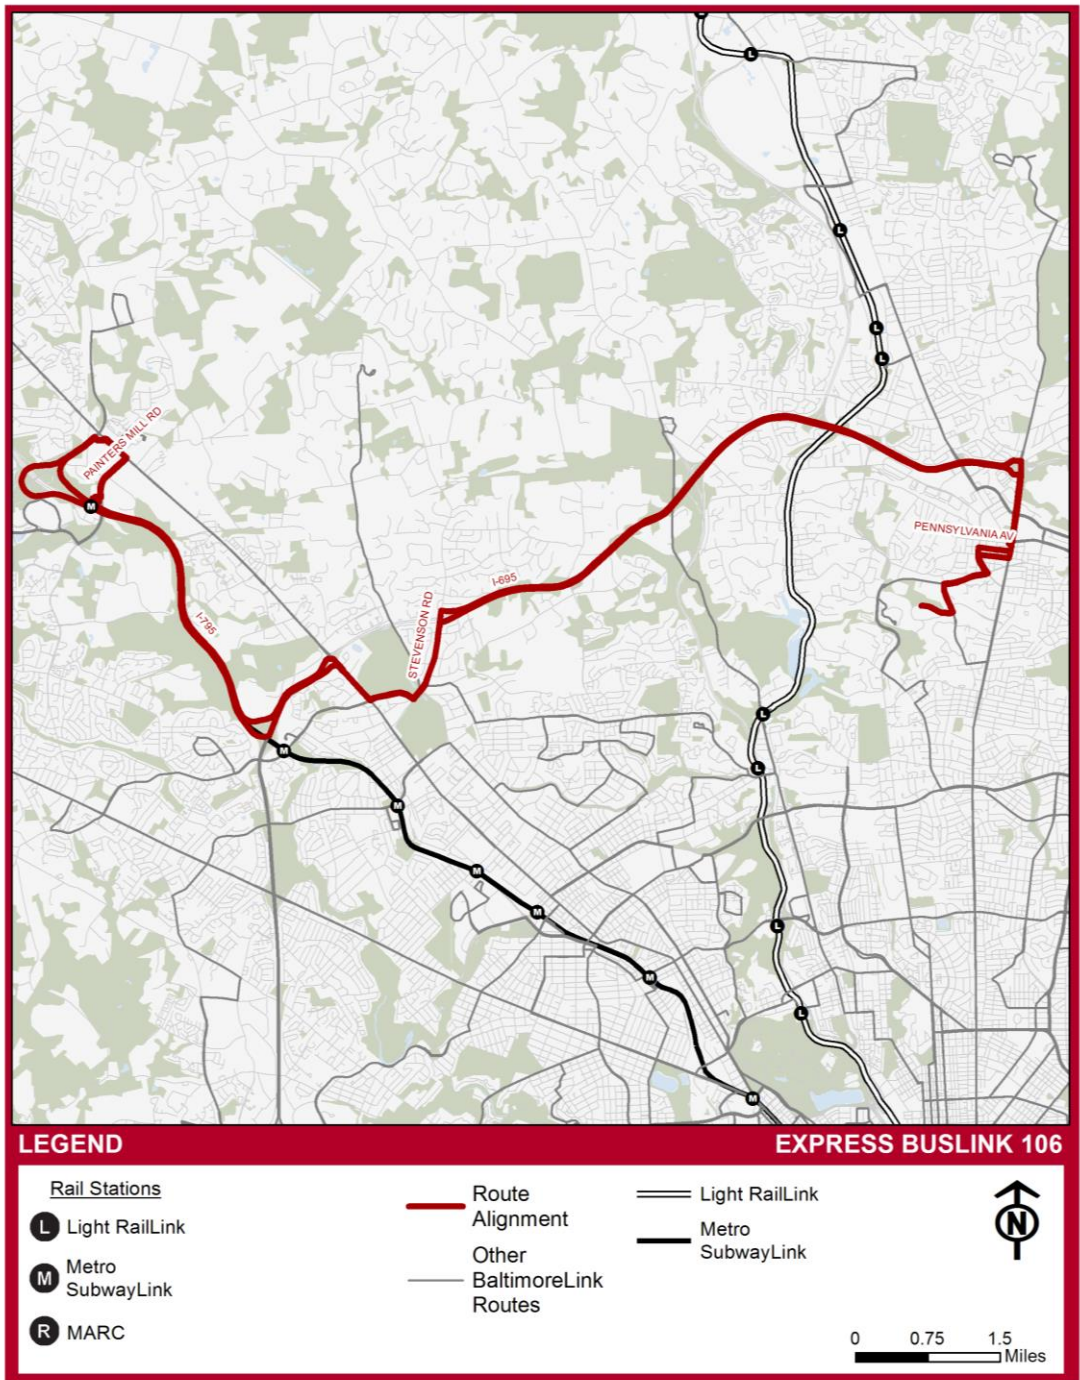 L
L
L
L
L
PAINTERS MILL RD
M
PENNSYLVANIA AV
I-695
STEVENSON RD
I-795
L
M
L
M
M
M
L
M
L
M
LEGEND
EXPRESS BUSLINK 106
Rail Stations
L Light RailLink
M Metro
SubwayLink
R MARC
Route
Alignment
Other
BaltimoreLink
Routes
Light RailLink
Metro
SubwayLink
N
0 0.75 1.5
Miles